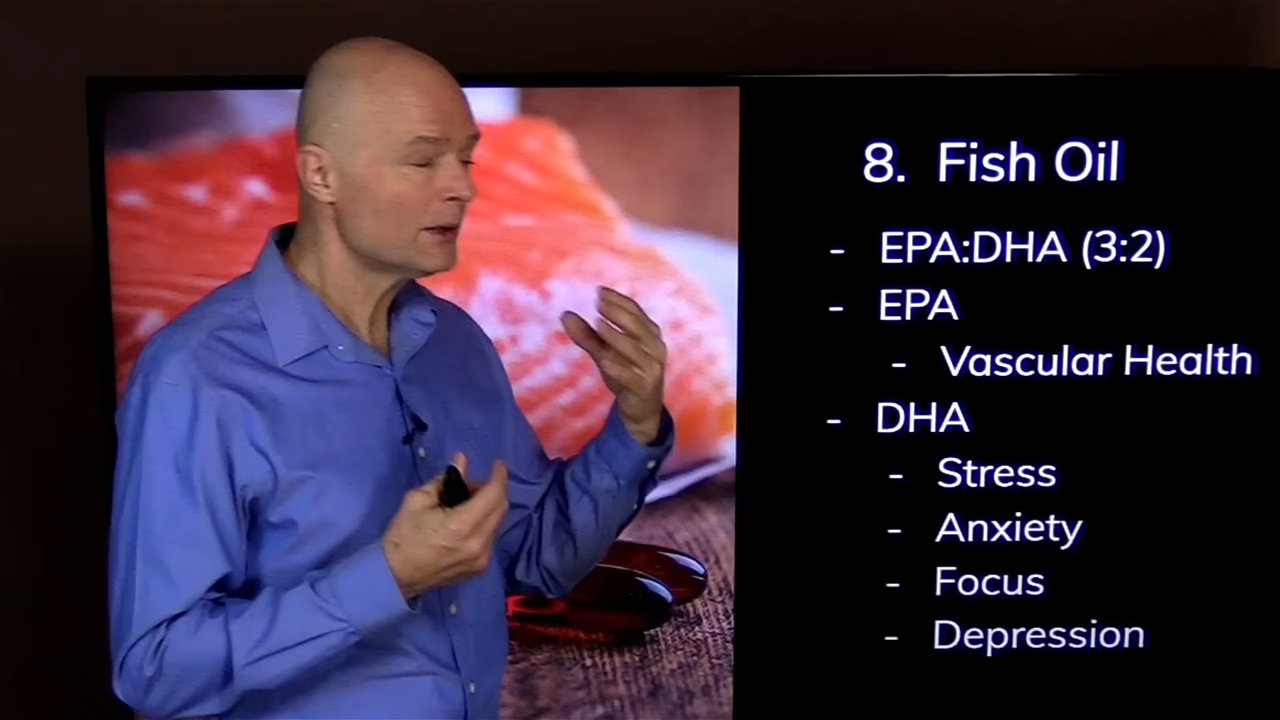 8. Fish Oil
- EPA:DHA (3:2)
- EPA
- Vascular Health
- DHA
- Stress
- Anxiety
- Focus
- Depression